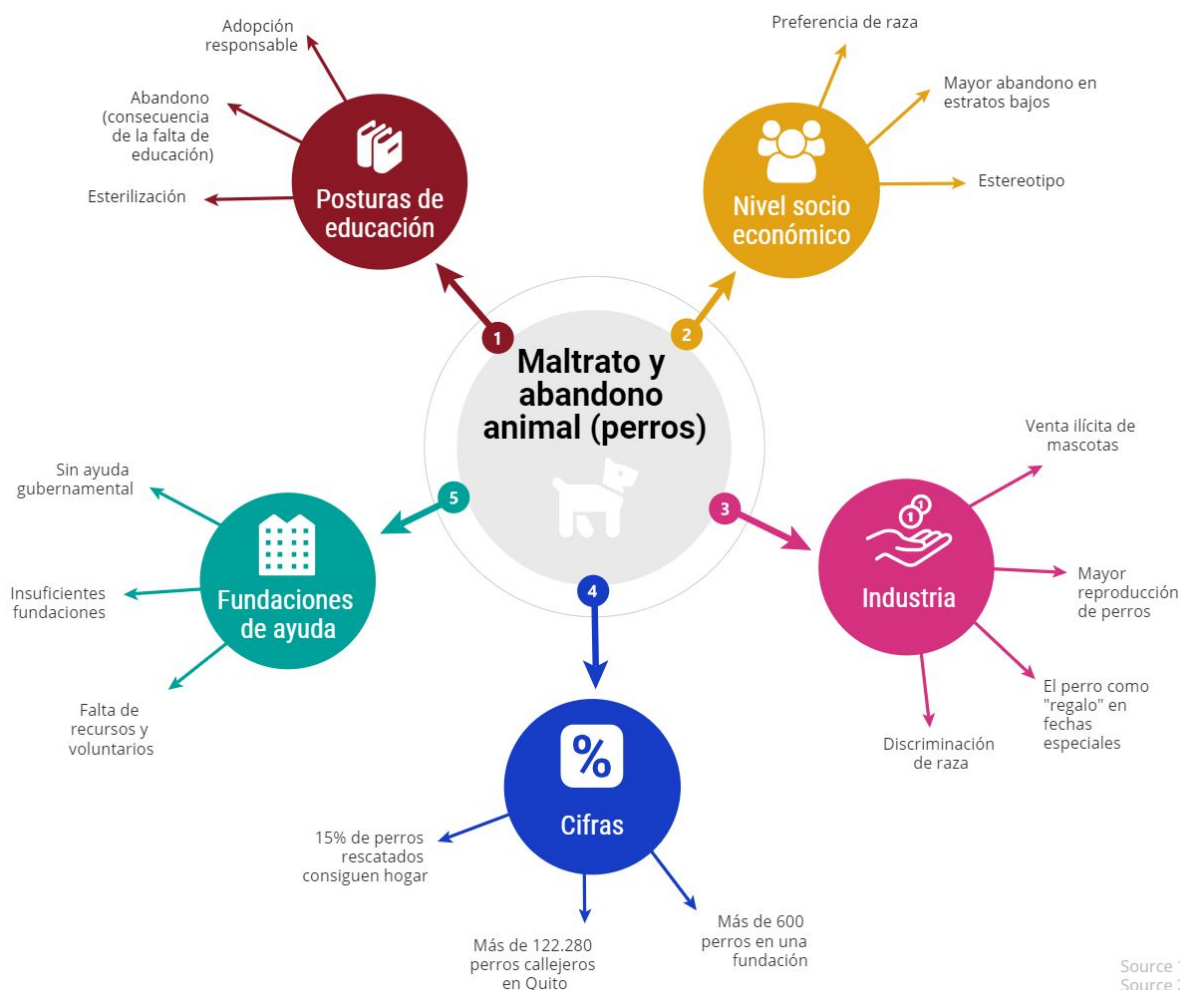 Maltrato y
abandono
animal (perros)
1
Posturas de
educación
Adopción
responsable
Abandono
(consecuencia
de la falta de
educación)
Esterilización
2
Nivel socio
económico
Preferencia de raza
Mayor abandono en
estratos bajos
Estereotipo
3
1
1
Industria
Venta ilícita de
mascotas
Mayor
reproducción
de perros
El perro como
"regalo" en
fechas
especiales
Discriminación
de raza
4
%
Cifras
15% de perros
rescatados
consiguen hogar
Más de 122.280
perros callejeros
en Quito
Más de 600
perros en una
fundación
5
Fundaciones
de ayuda
Sin ayuda
gubernamental
Insuficientes
fundaciones
Falta de
recursos y
voluntarios
Source
Source